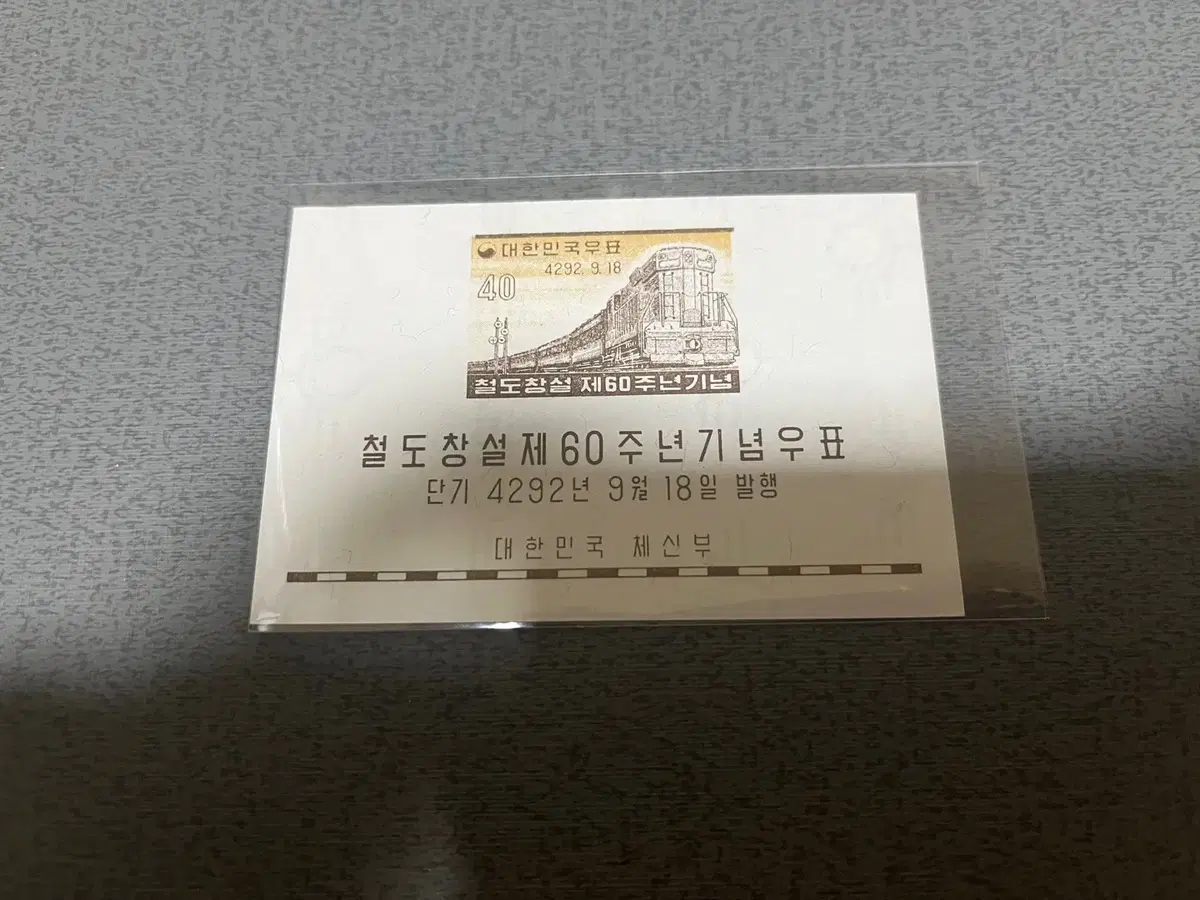 대한민국우표
4292. 9. 18
40
철도창설 제60주년기념
철도창설제60주년기념우표
단기 4292년 9월 18일 발행
대한민국 체신부